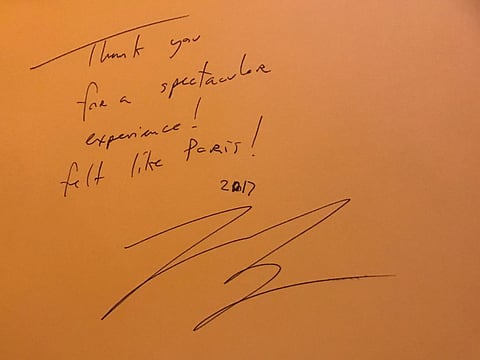 Thank you
for a spectacular
experience!
felt like Paris!
2017